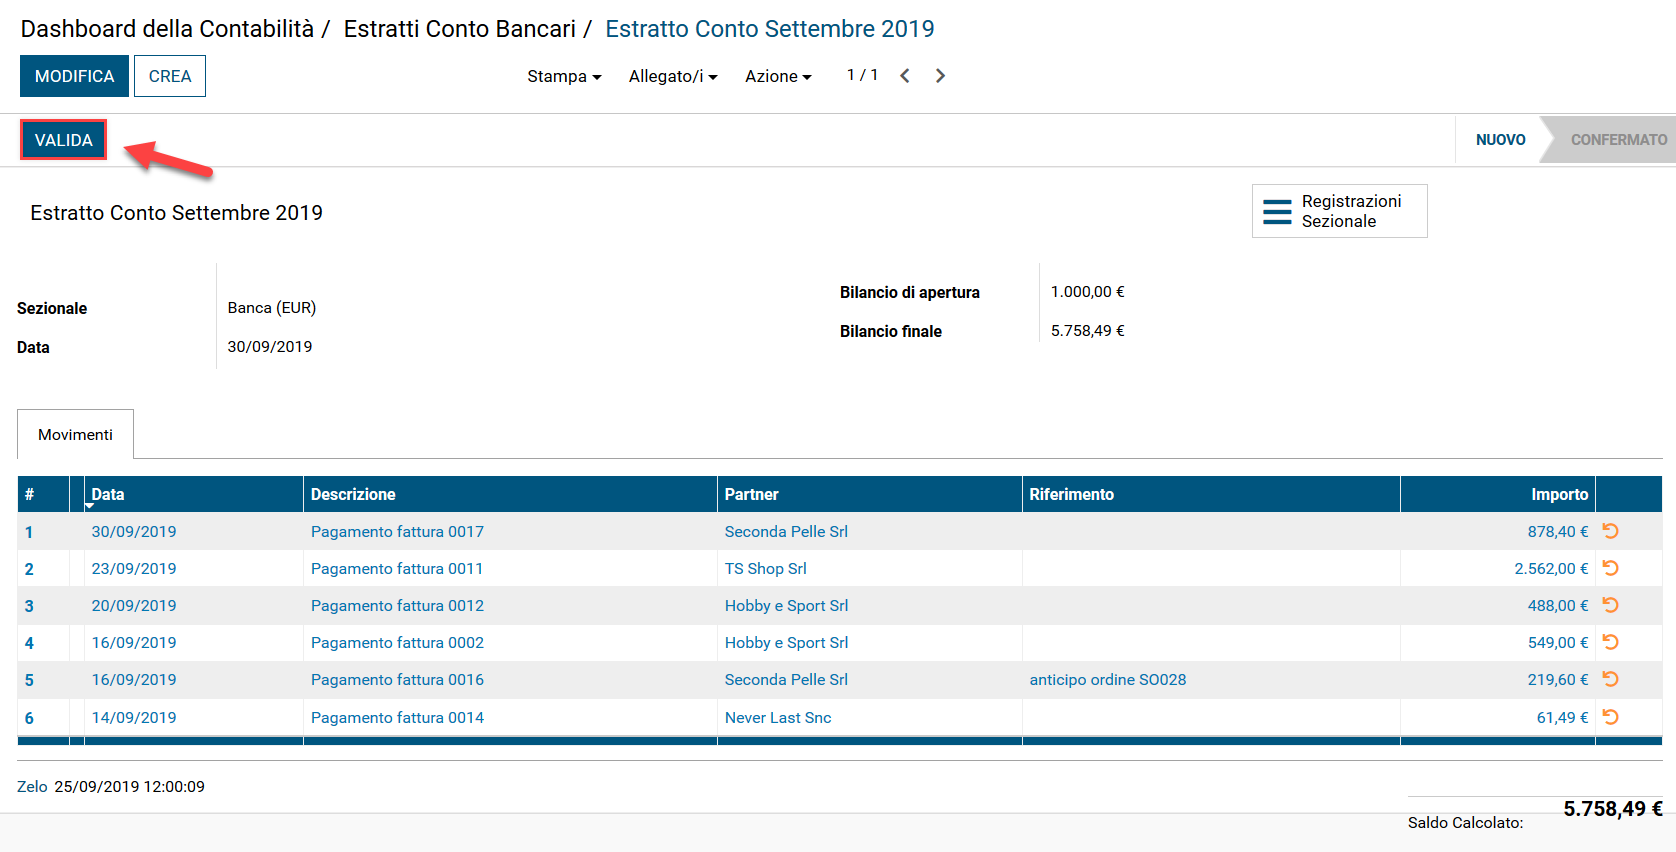 Dashboard della Contabilità / Estratti Conto Bancari / Estratto Conto Settembre 2019
MODIFICA CREA Stampa Allegato/i Azione 1 / 1
VALIDA NUOVO CONFERMATO
Estratto Conto Settembre 2019
Registrazioni
Sezionale
Sezionale Banca (EUR)
Data 30/09/2019
Bilancio di apertura 1.000,00 €
Bilancio finale 5.758,49 €
Movimenti
# Data Descrizione Partner Riferimento Importo
1 30/09/2019 Pagamento fattura 0017 Seconda Pelle Srl 878,40 €
2 23/09/2019 Pagamento fattura 0011 TS Shop Srl 2.562,00 €
3 20/09/2019 Pagamento fattura 0012 Hobby e Sport Srl 488,00 €
4 16/09/2019 Pagamento fattura 0002 Hobby e Sport Srl 549,00 €
5 16/09/2019 Pagamento fattura 0016 Seconda Pelle Srl anticipo ordine SO028 219,60 €
6 14/09/2019 Pagamento fattura 0014 Never Last Snc 61,49 €
Zelo 25/09/2019 12:00:09
Saldo Calcolato: 5.758,49 €